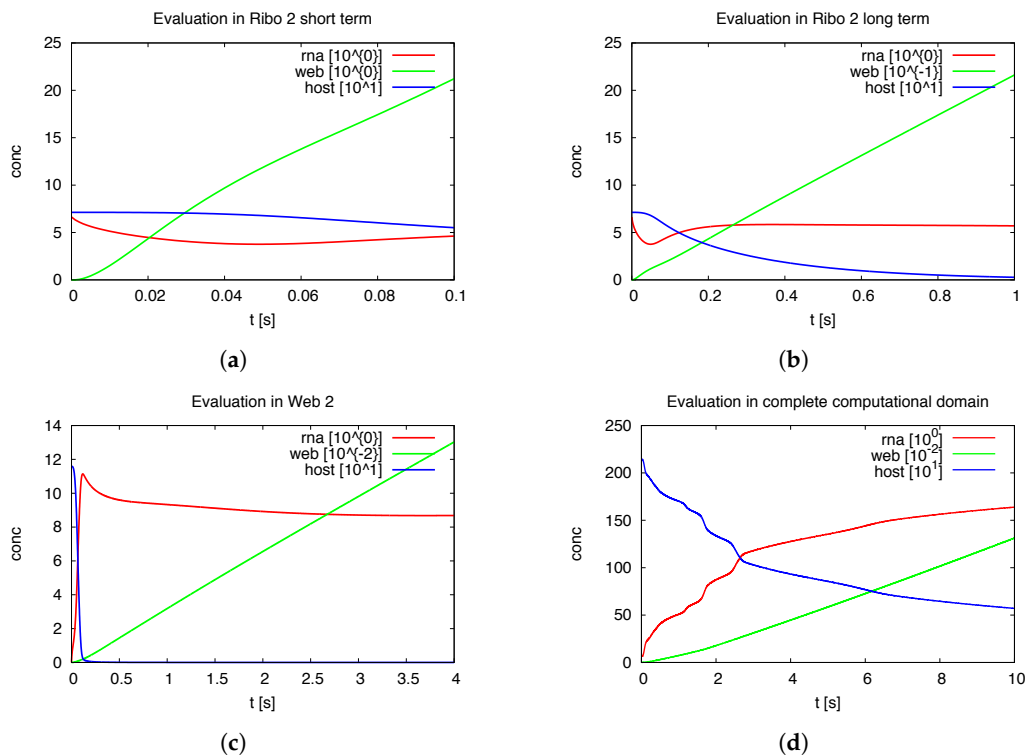 Evaluation in Ribo 2 short term
25
20
15
10
5
0
conc
rna [10^{0}]
web [10^{0}]
host [10^1]
0 0.02 0.04 0.06 0.08 0.1
t [s]
(a)
Evaluation in Ribo 2 long term
25
20
15
10
5
0
conc
rna [10^{0}]
web [10^{-1}]
host [10^1]
0 0.2 0.4 0.6 0.8 1
t [s]
(b)
Evaluation in Web 2
14
12
10
8
6
4
2
0
conc
rna [10^{0}]
web [10^{-2}]
host [10^1]
0 0.5 1 1.5 2 2.5 3 3.5 4
t [s]
(c)
Evaluation in complete computational domain
250
200
150
100
50
0
conc
rna [10⁰]
web [10⁻²]
host [10¹]
0 2 4 6 8 10
t [s]
(d)